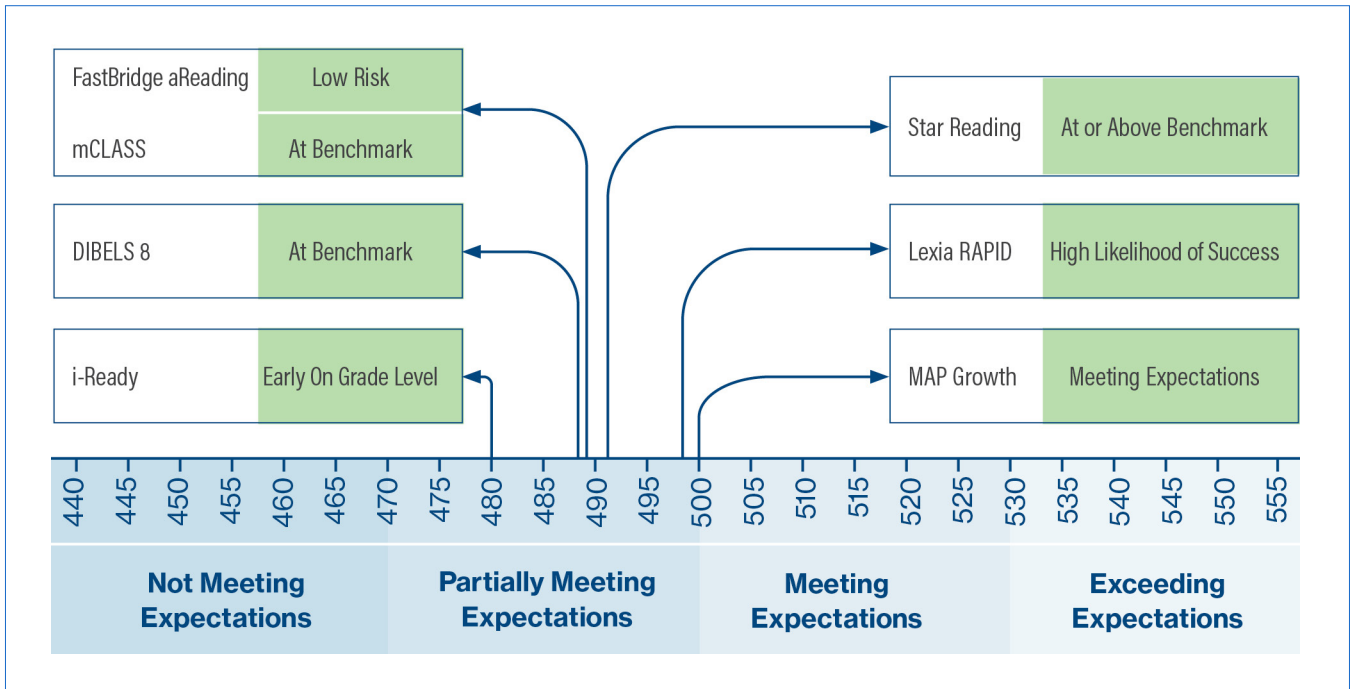 FastBridge aReading Low Risk
mCLASS At Benchmark
DIBELS 8 At Benchmark
i-Ready Early On Grade Level
Star Reading At or Above Benchmark
Lexia RAPID High Likelihood of Success
MAP Growth Meeting Expectations
440 445 450 455 460 465 470 475 480 485 490 495 500 505 510 515 520 525 530 535 540 545 550 555
Not Meeting
Expectations
Partially Meeting
Expectations
Meeting
Expectations
Exceeding
Expectations